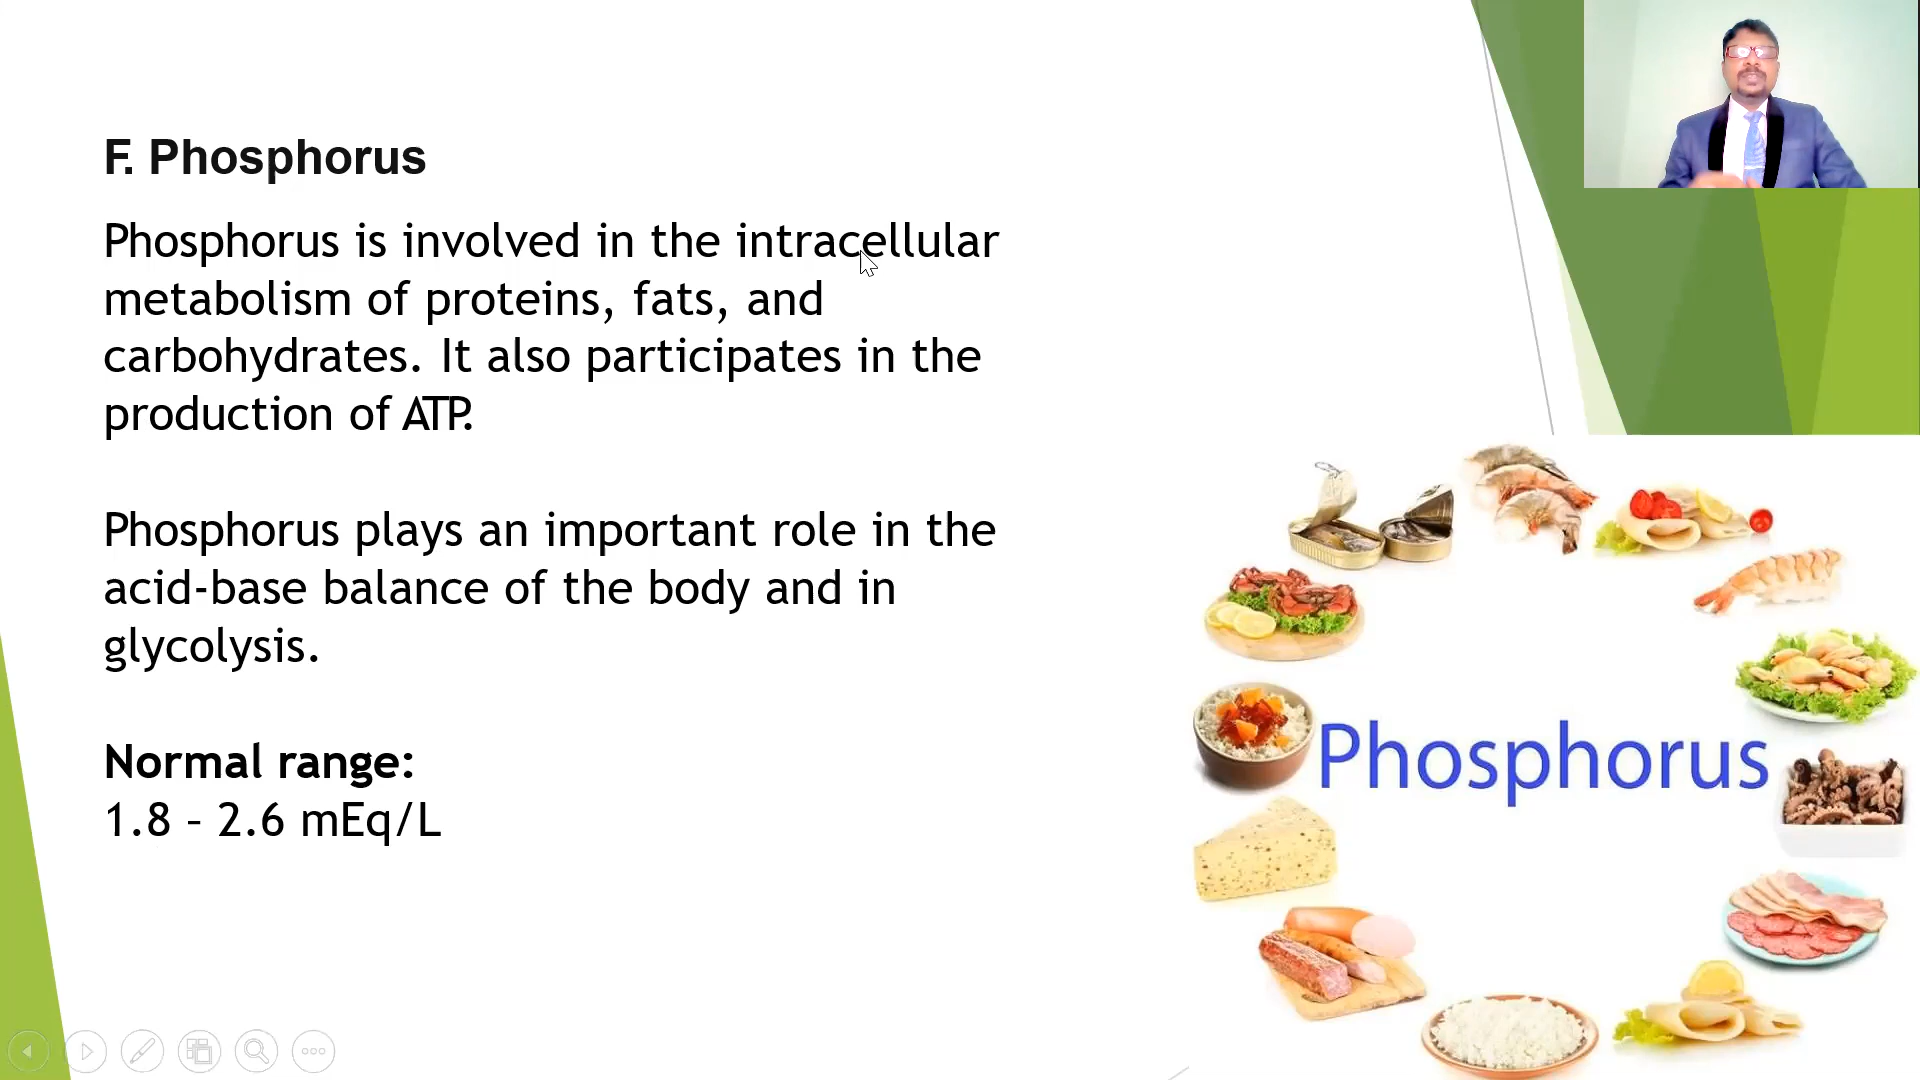 F. Phosphorus
Phosphorus is involved in the intracellular
metabolism of proteins, fats, and
carbohydrates. It also participates in the
production of ATP.
Phosphorus plays an important role in the
acid-base balance of the body and in
glycolysis.
Normal range:
1.8 – 2.6 mEq/L
Phosphorus